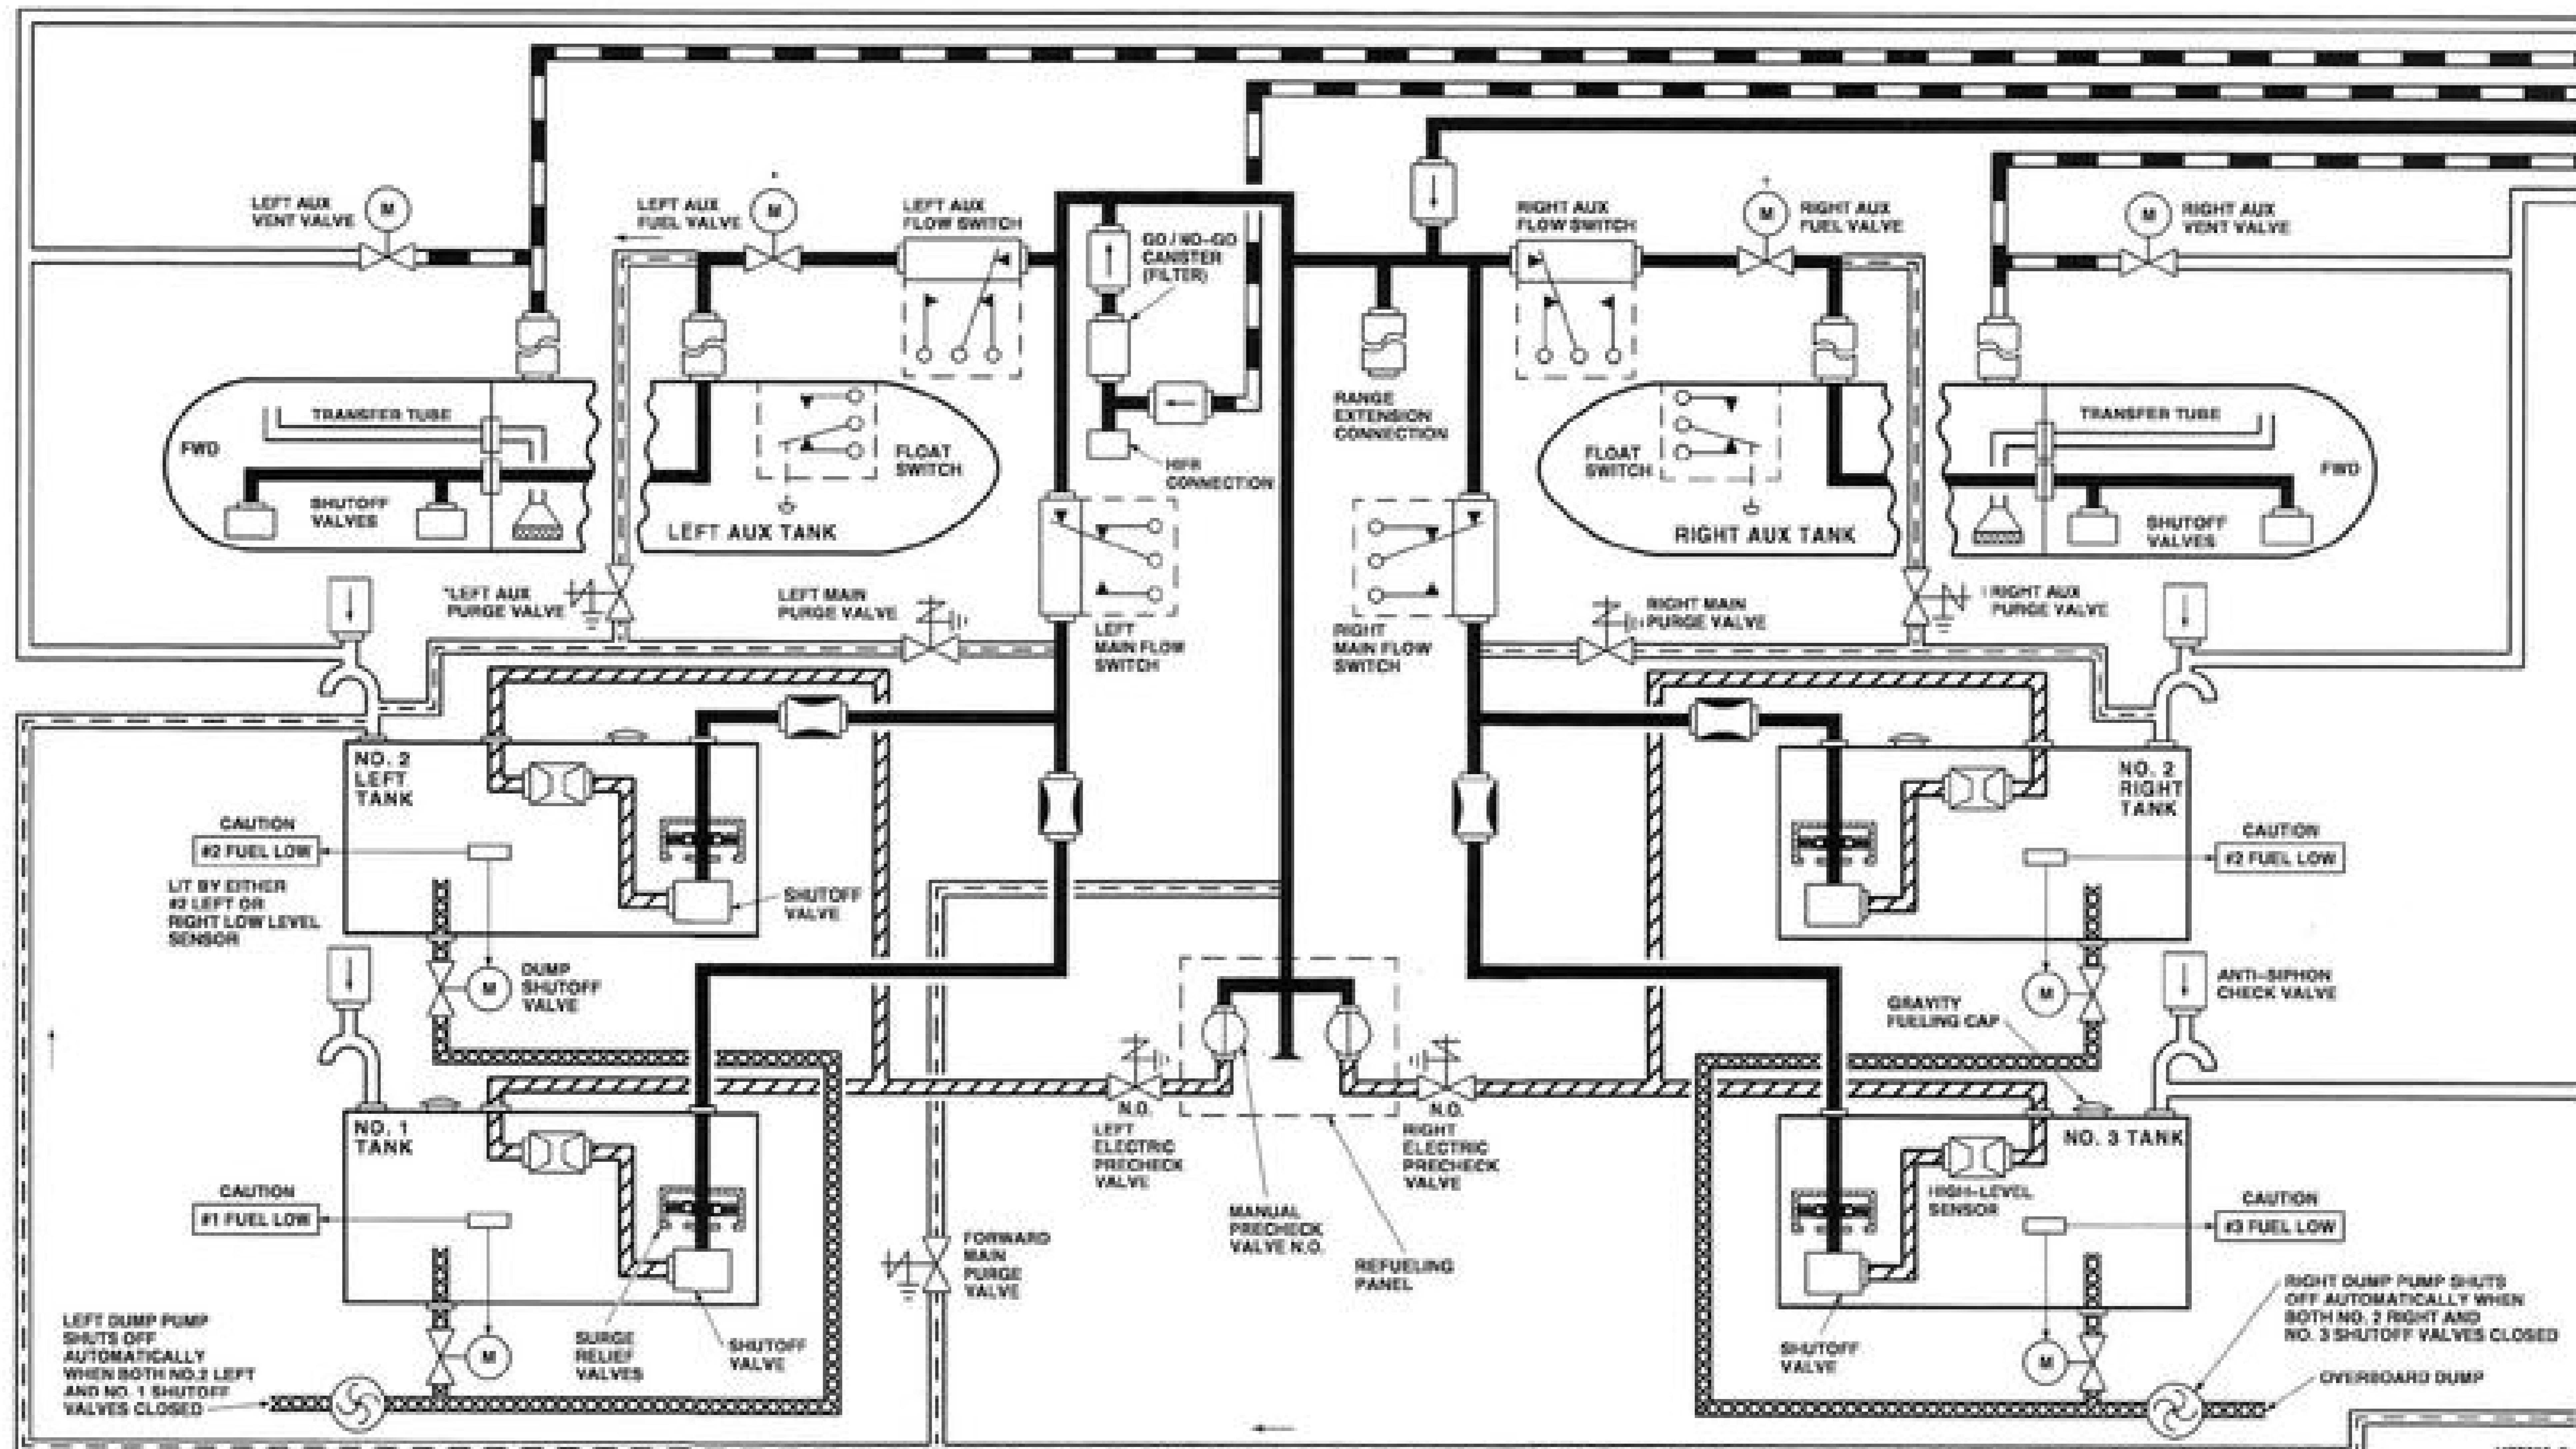 LEFT AUX
VENT VALVE
M
LEFT AUX
FUEL VALVE
M
LEFT AUX
FLOW SWITCH
GO / NO-GO
CANISTER
(FILTER)
RIGHT AUX
FLOW SWITCH
M
RIGHT AUX
FUEL VALVE
M
RIGHT AUX
VENT VALVE
TRANSFER TUBE
FWD
SHUTOFF
VALVES
FLOAT
SWITCH
LEFT AUX TANK
HIFR
CONNECTION
RANGE
EXTENSION
CONNECTION
FLOAT
SWITCH
RIGHT AUX TANK
TRANSFER TUBE
FWD
SHUTOFF
VALVES
*LEFT AUX
PURGE VALVE
LEFT MAIN
PURGE VALVE
LEFT
MAIN FLOW
SWITCH
RIGHT
MAIN FLOW
SWITCH
RIGHT MAIN
PURGE VALVE
RIGHT AUX
PURGE VALVE
NO. 2
LEFT
TANK
CAUTION
#2 FUEL LOW
LIT BY EITHER
#2 LEFT OR
RIGHT LOW LEVEL
SENSOR
SHUTOFF
VALVE
M
DUMP
SHUTOFF
VALVE
NO. 2
RIGHT
TANK
CAUTION
#2 FUEL LOW
M
GRAVITY
FUELING CAP
ANTI-SIPHON
CHECK VALVE
NO. 1
TANK
CAUTION
#1 FUEL LOW
M
LEFT DUMP PUMP
SHUTS OFF
AUTOMATICALLY
WHEN BOTH NO.2 LEFT
AND NO. 1 SHUTOFF
VALVES CLOSED
SURGE
RELIEF
VALVES
SHUTOFF
VALVE
FORWARD
MAIN
PURGE
VALVE
N.O.
LEFT
ELECTRIC
PRECHECK
VALVE
MANUAL
PRECHECK
VALVE N.O.
REFUELING
PANEL
N.O.
RIGHT
ELECTRIC
PRECHECK
VALVE
NO. 3 TANK
HIGH-LEVEL
SENSOR
SHUTOFF
VALVE
M
CAUTION
#3 FUEL LOW
RIGHT DUMP PUMP SHUTS
OFF AUTOMATICALLY WHEN
BOTH NO. 2 RIGHT AND
NO. 3 SHUTOFF VALVES CLOSED
OVERBOARD DUMP